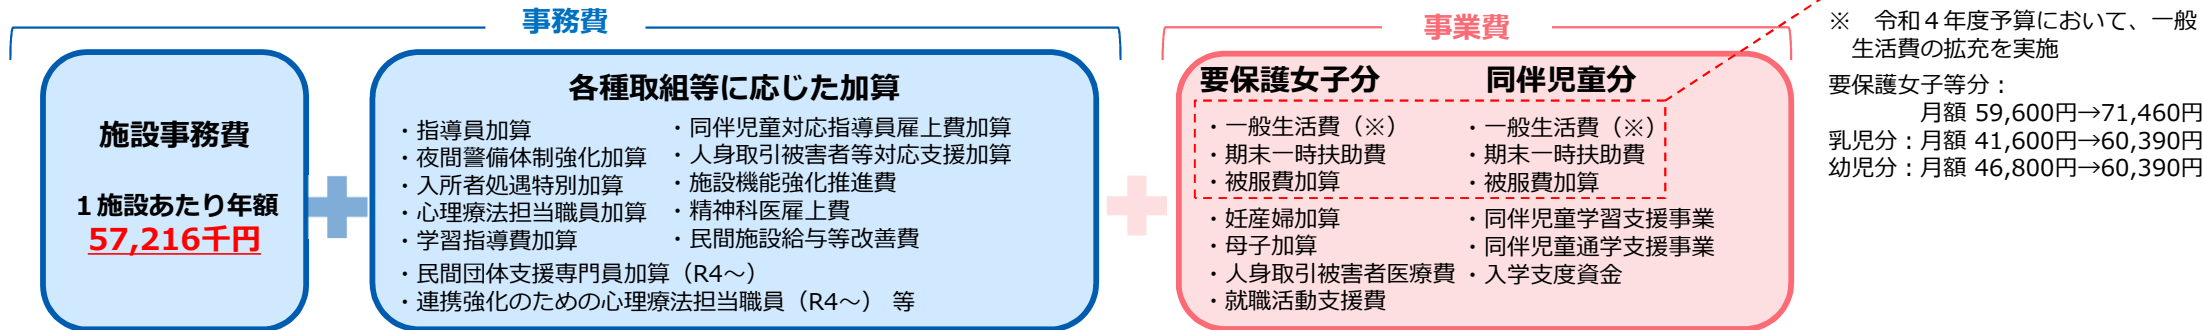 事務費
施設事務費
１施設あたり年額
57,216千円
各種取組等に応じた加算
・指導員加算
・夜間警備体制強化加算
・入所者処遇特別加算
・心理療法担当職員加算
・学習指導費加算
・同伴児童対応指導員雇上費加算
・人身取引被害者等対応支援加算
・施設機能強化推進費
・精神科医雇上費
・民間施設給与等改善費
・民間団体支援専門員加算（R4～）
・連携強化のための心理療法担当職員（R4～） 等
事業費
要保護女子分
・一般生活費（※）
・期末一時扶助費
・被服費加算
・妊産婦加算
・母子加算
・人身取引被害者医療費
・就職活動支援費
同伴児童分
・一般生活費（※）
・期末一時扶助費
・被服費加算
・同伴児童学習支援事業
・同伴児童通学支援事業
・入学支度資金
※　令和４年度予算において、一般
生活費の拡充を実施
要保護女子等分：
月額 59,600円→71,460円
乳児分：月額 41,600円→60,390円
幼児分：月額 46,800円→60,390円